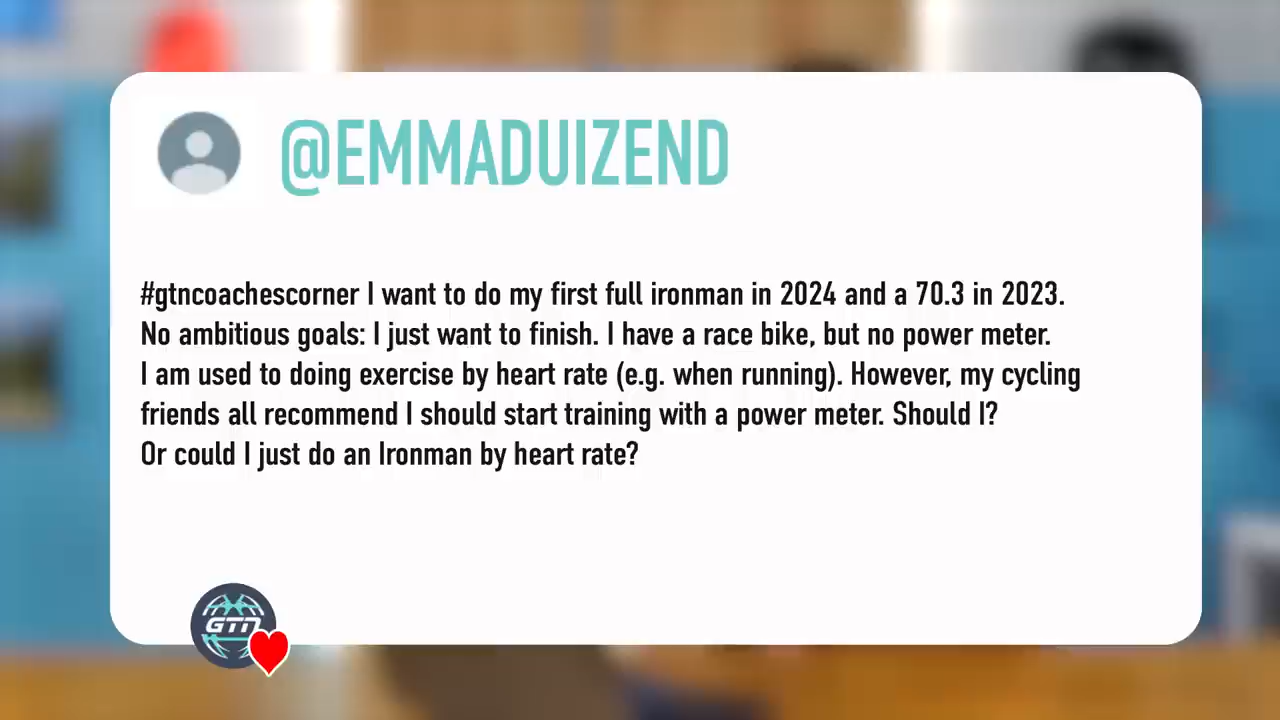 @EMMADUIZEND
#gtncoachescorner I want to do my first full ironman in 2024 and a 70.3 in 2023.
No ambitious goals: I just want to finish. I have a race bike, but no power meter.
I am used to doing exercise by heart rate (e.g. when running). However, my cycling
friends all recommend I should start training with a power meter. Should I?
Or could I just do an Ironman by heart rate?
GTN